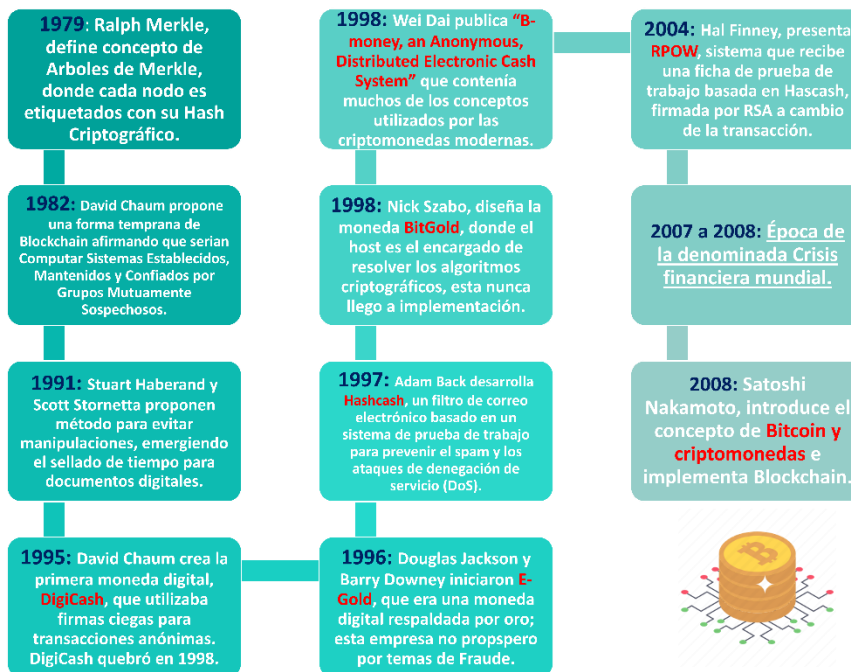 1979: Ralph Merkle,
define concepto de
Arboles de Merkle,
donde cada nodo es
etiquetados con su Hash
Criptográfico.
1982: David Chaum propone
una forma temprana de
Blockchain afirmando que serian
Computar Sistemas Establecidos,
Mantenidos y Confiados por
Grupos Mutuamente
Sospechosos.
1991: Stuart Haberand y
Scott Stornetta proponen
método para evitar
manipulaciones, emergiendo
el sellado de tiempo para
documentos digitales.
1995: David Chaum crea la
primera moneda digital,
DigiCash, que utilizaba
firmas ciegas para
transacciones anónimas.
DigiCash quebró en 1998.
1996: Douglas Jackson y
Barry Downey iniciaron E-
Gold, que era una moneda
digital respaldada por oro;
esta empresa no propspero
por temas de Fraude.
1997: Adam Back desarrolla
Hashcash, un filtro de correo
electrónico basado en un
sistema de prueba de trabajo
para prevenir el spam y los
ataques de denegación de
servicio (DoS).
1998: Nick Szabo, diseña la
moneda BitGold, donde el
host es el encargado de
resolver los algoritmos
criptográficos, esta nunca
llego a implementación.
1998: Wei Dai publica “B-
money, an Anonymous,
Distributed Electronic Cash
System” que contenía
muchos de los conceptos
utilizados por las
criptomonedas modernas.
2004: Hal Finney, presenta
RPOW, sistema que recibe
una ficha de prueba de
trabajo basada en Hascash,
firmada por RSA a cambio
de la transacción.
2007 a 2008: Época de
la denominada Crisis
financiera mundial.
2008: Satoshi
Nakamoto, introduce el
concepto de Bitcoin y
criptomonedas e
implementa Blockchain.